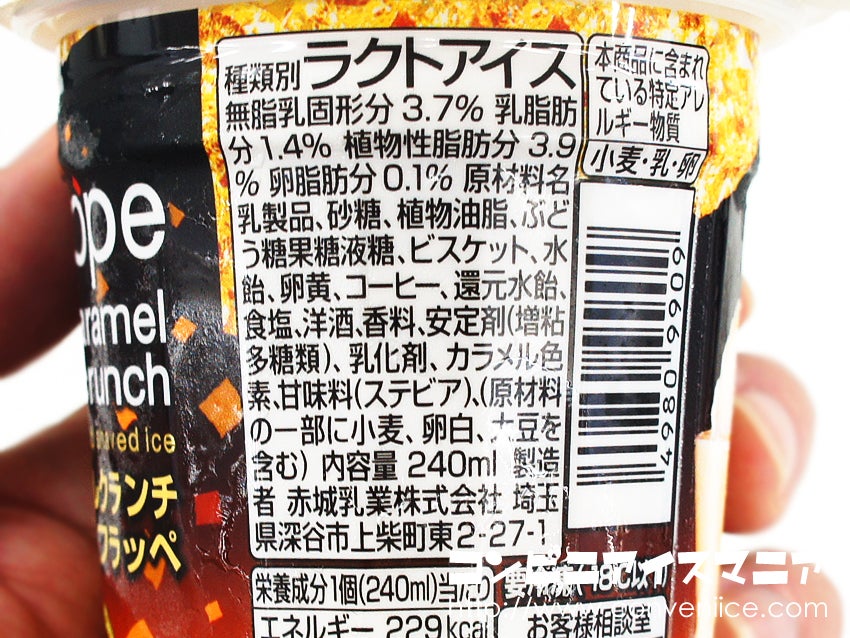 種類別 ラクトアイス
無脂乳固形分 3.7% 乳脂肪
分 1.4% 植物性脂肪分 3.9
% 卵脂肪分 0.1% 原材料名
乳製品、砂糖、植物油脂、ぶど
う糖果糖液糖、ビスケット、水
飴、卵黄、コーヒー、還元水飴、
食塩、洋酒、香料、安定剤(増粘
多糖類)、乳化剤、カラメル色
素、甘味料(ステビア)、(原材料
の一部に小麦、卵白、大豆を
含む) 内容量 240ml 製造
者 赤城乳業株式会社 埼玉
県深谷市上柴町東2-27-1
栄養成分1個(240ml)当たり
エネルギー 229kcal
本商品に含まれ
ている特定アレ
ルギー物質
小麦・乳・卵
お客様相談室
ope
ramel
runch
ved ice
クランチ
フラッペ
コンビニアイスマニア